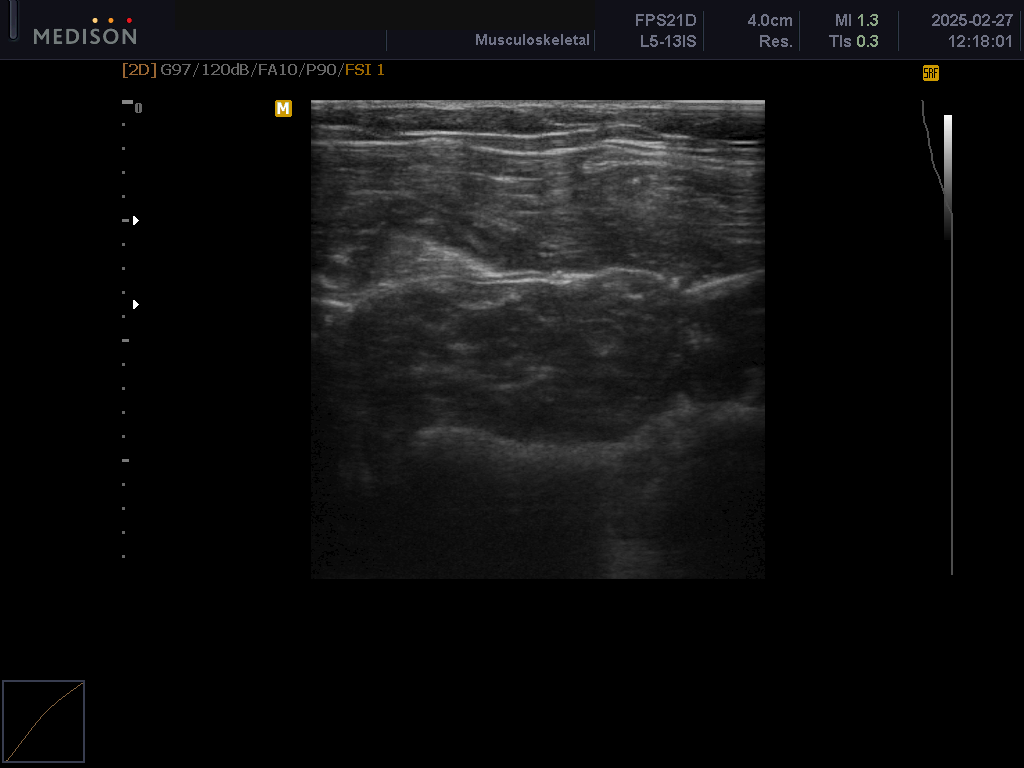 MEDISON
Musculoskeletal
FPS21D
L5-13IS
4.0cm
Res.
MI 1.3
TIs 0.3
2025-02-27
12:18:01
[2D] G97/120dB/FA10/P90/FSI 1
SRF
0
M